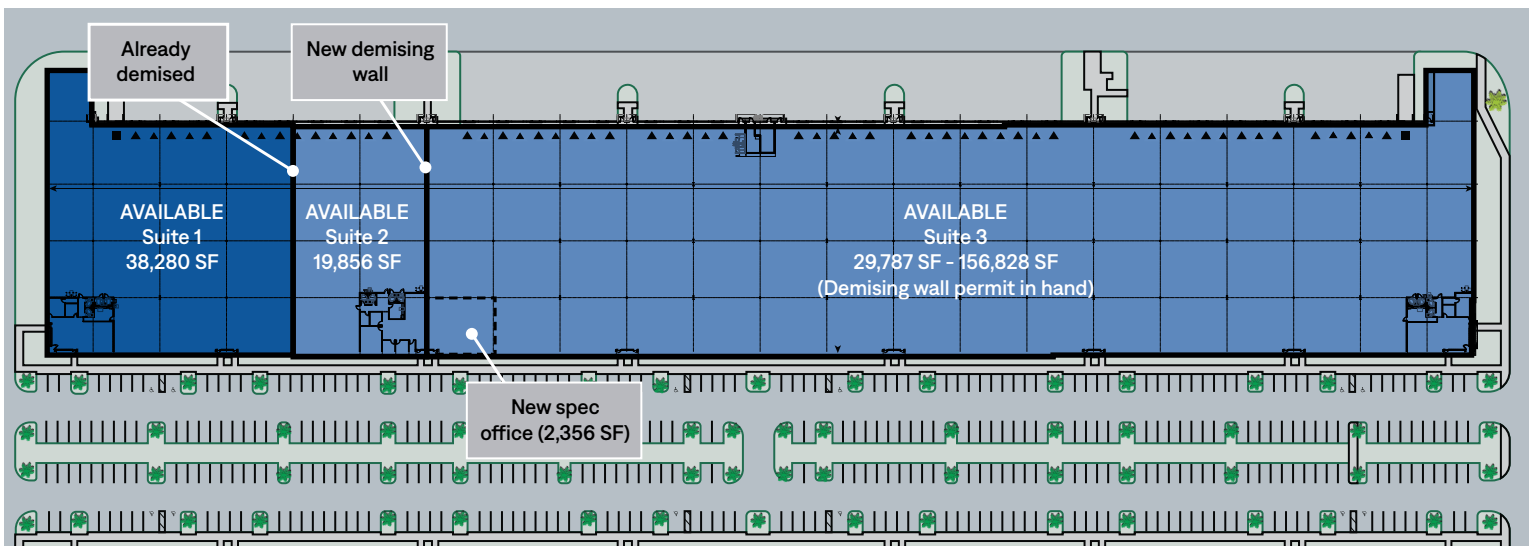 Already
demised
New demising
wall
AVAILABLE
Suite 1
38,280 SF
AVAILABLE
Suite 2
19,856 SF
AVAILABLE
Suite 3
29,787 SF - 156,828 SF
(Demising wall permit in hand)
New spec
office (2,356 SF)